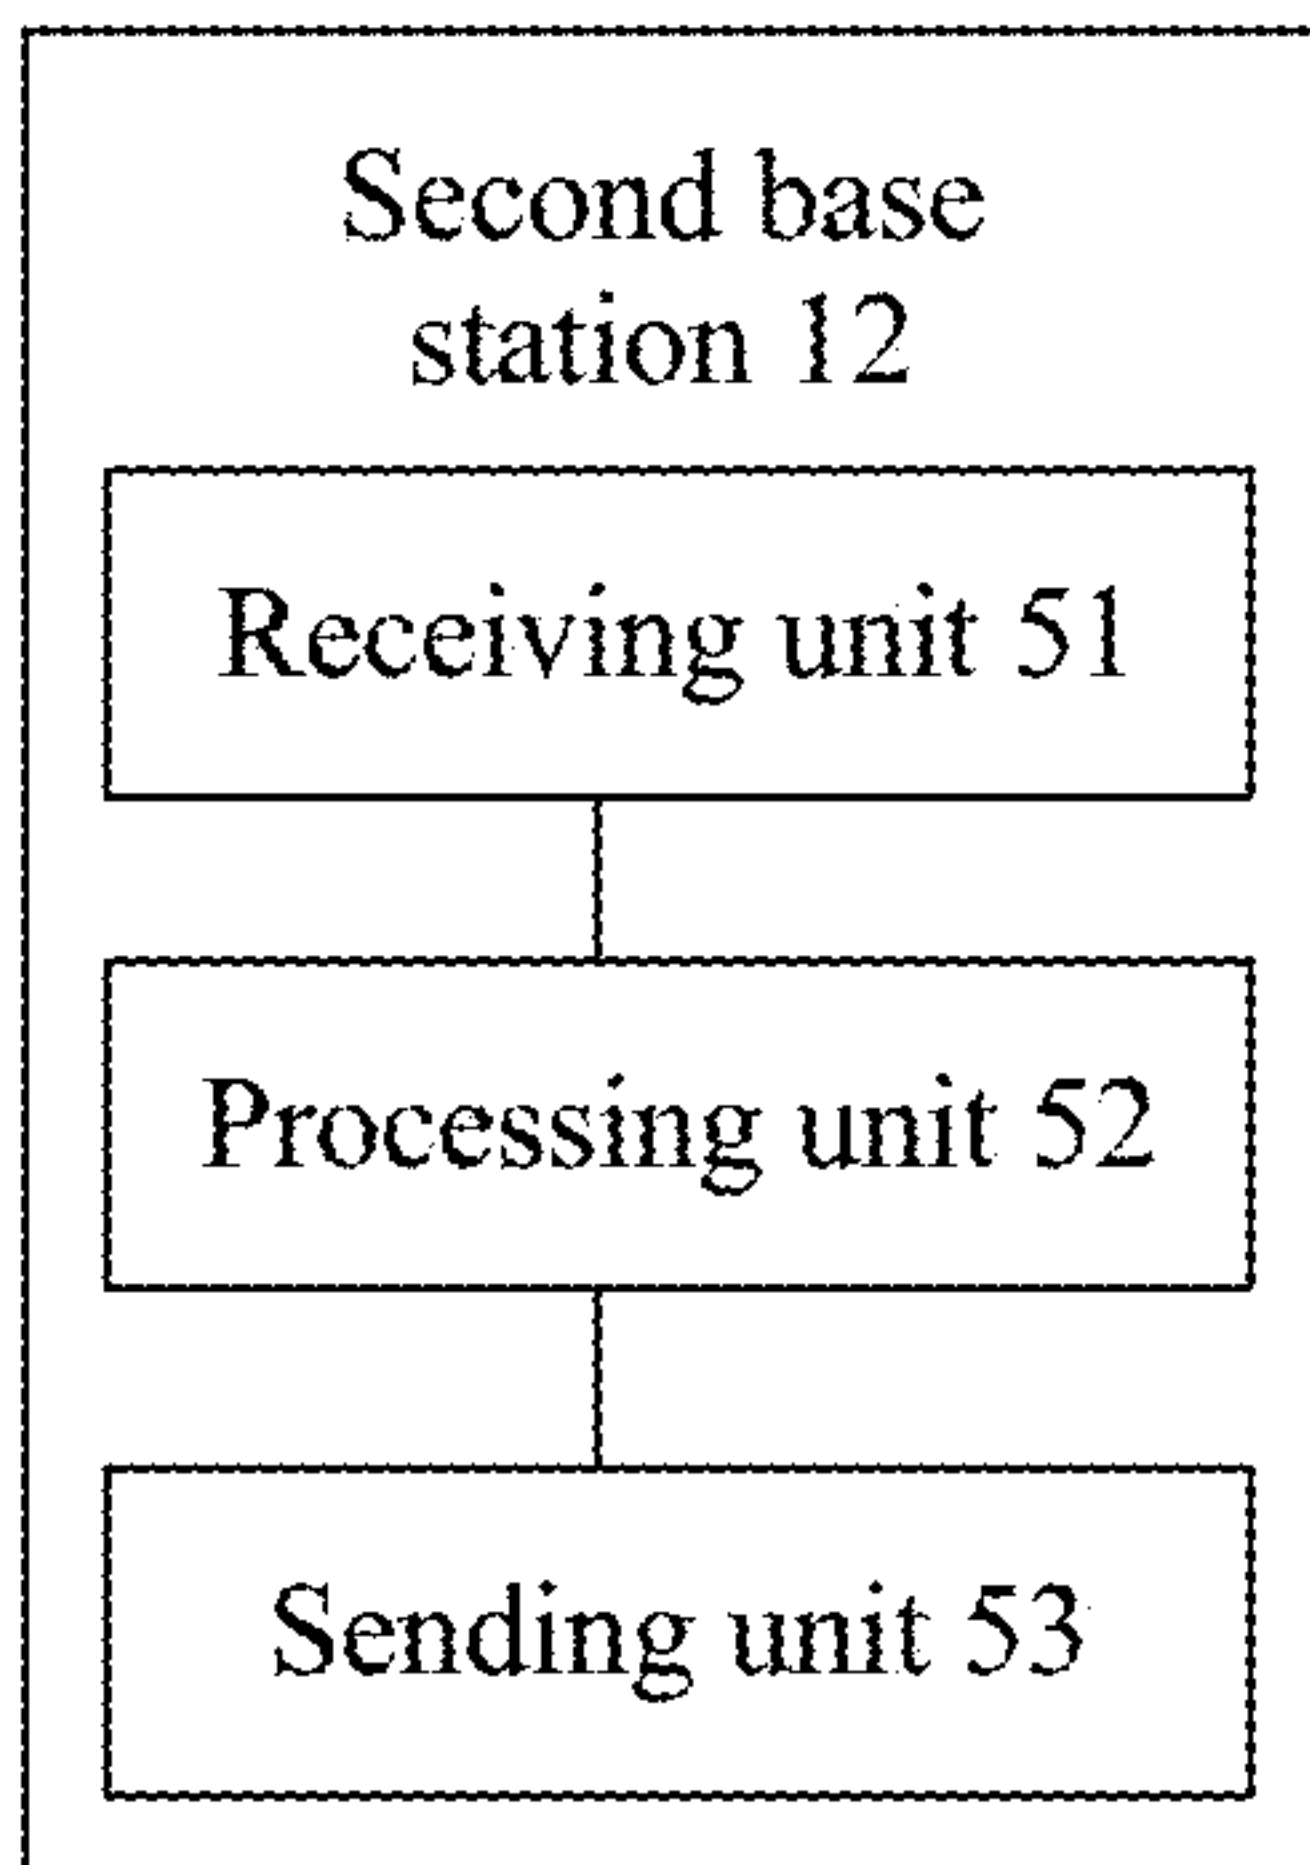 Second base
station 12
Receiving unit 51
Processing unit 52
Sending unit 53